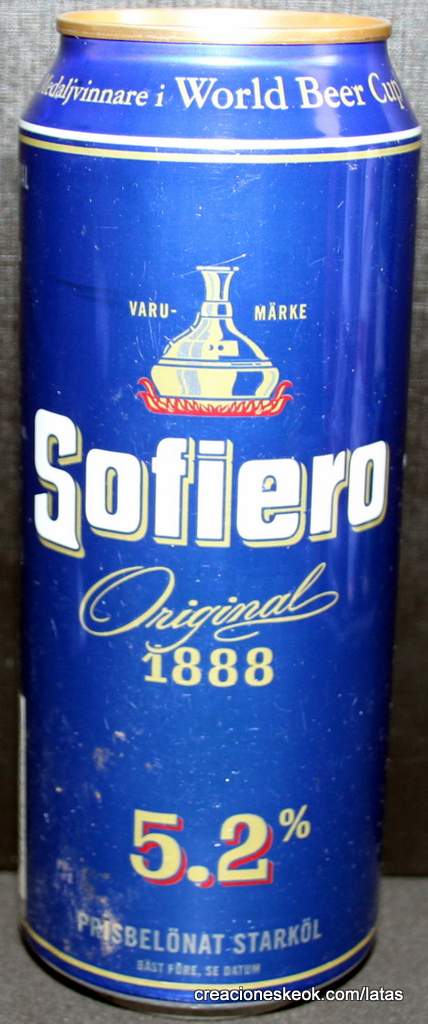 Medaljvinnare i World Beer Cup
VARU- MÄRKE
Sofiero
Original
1888
5.2%
PRISBELÖNAT STARKÖL
BÄST FÖRE, SE DATUM
creacioneskeok.com/latas